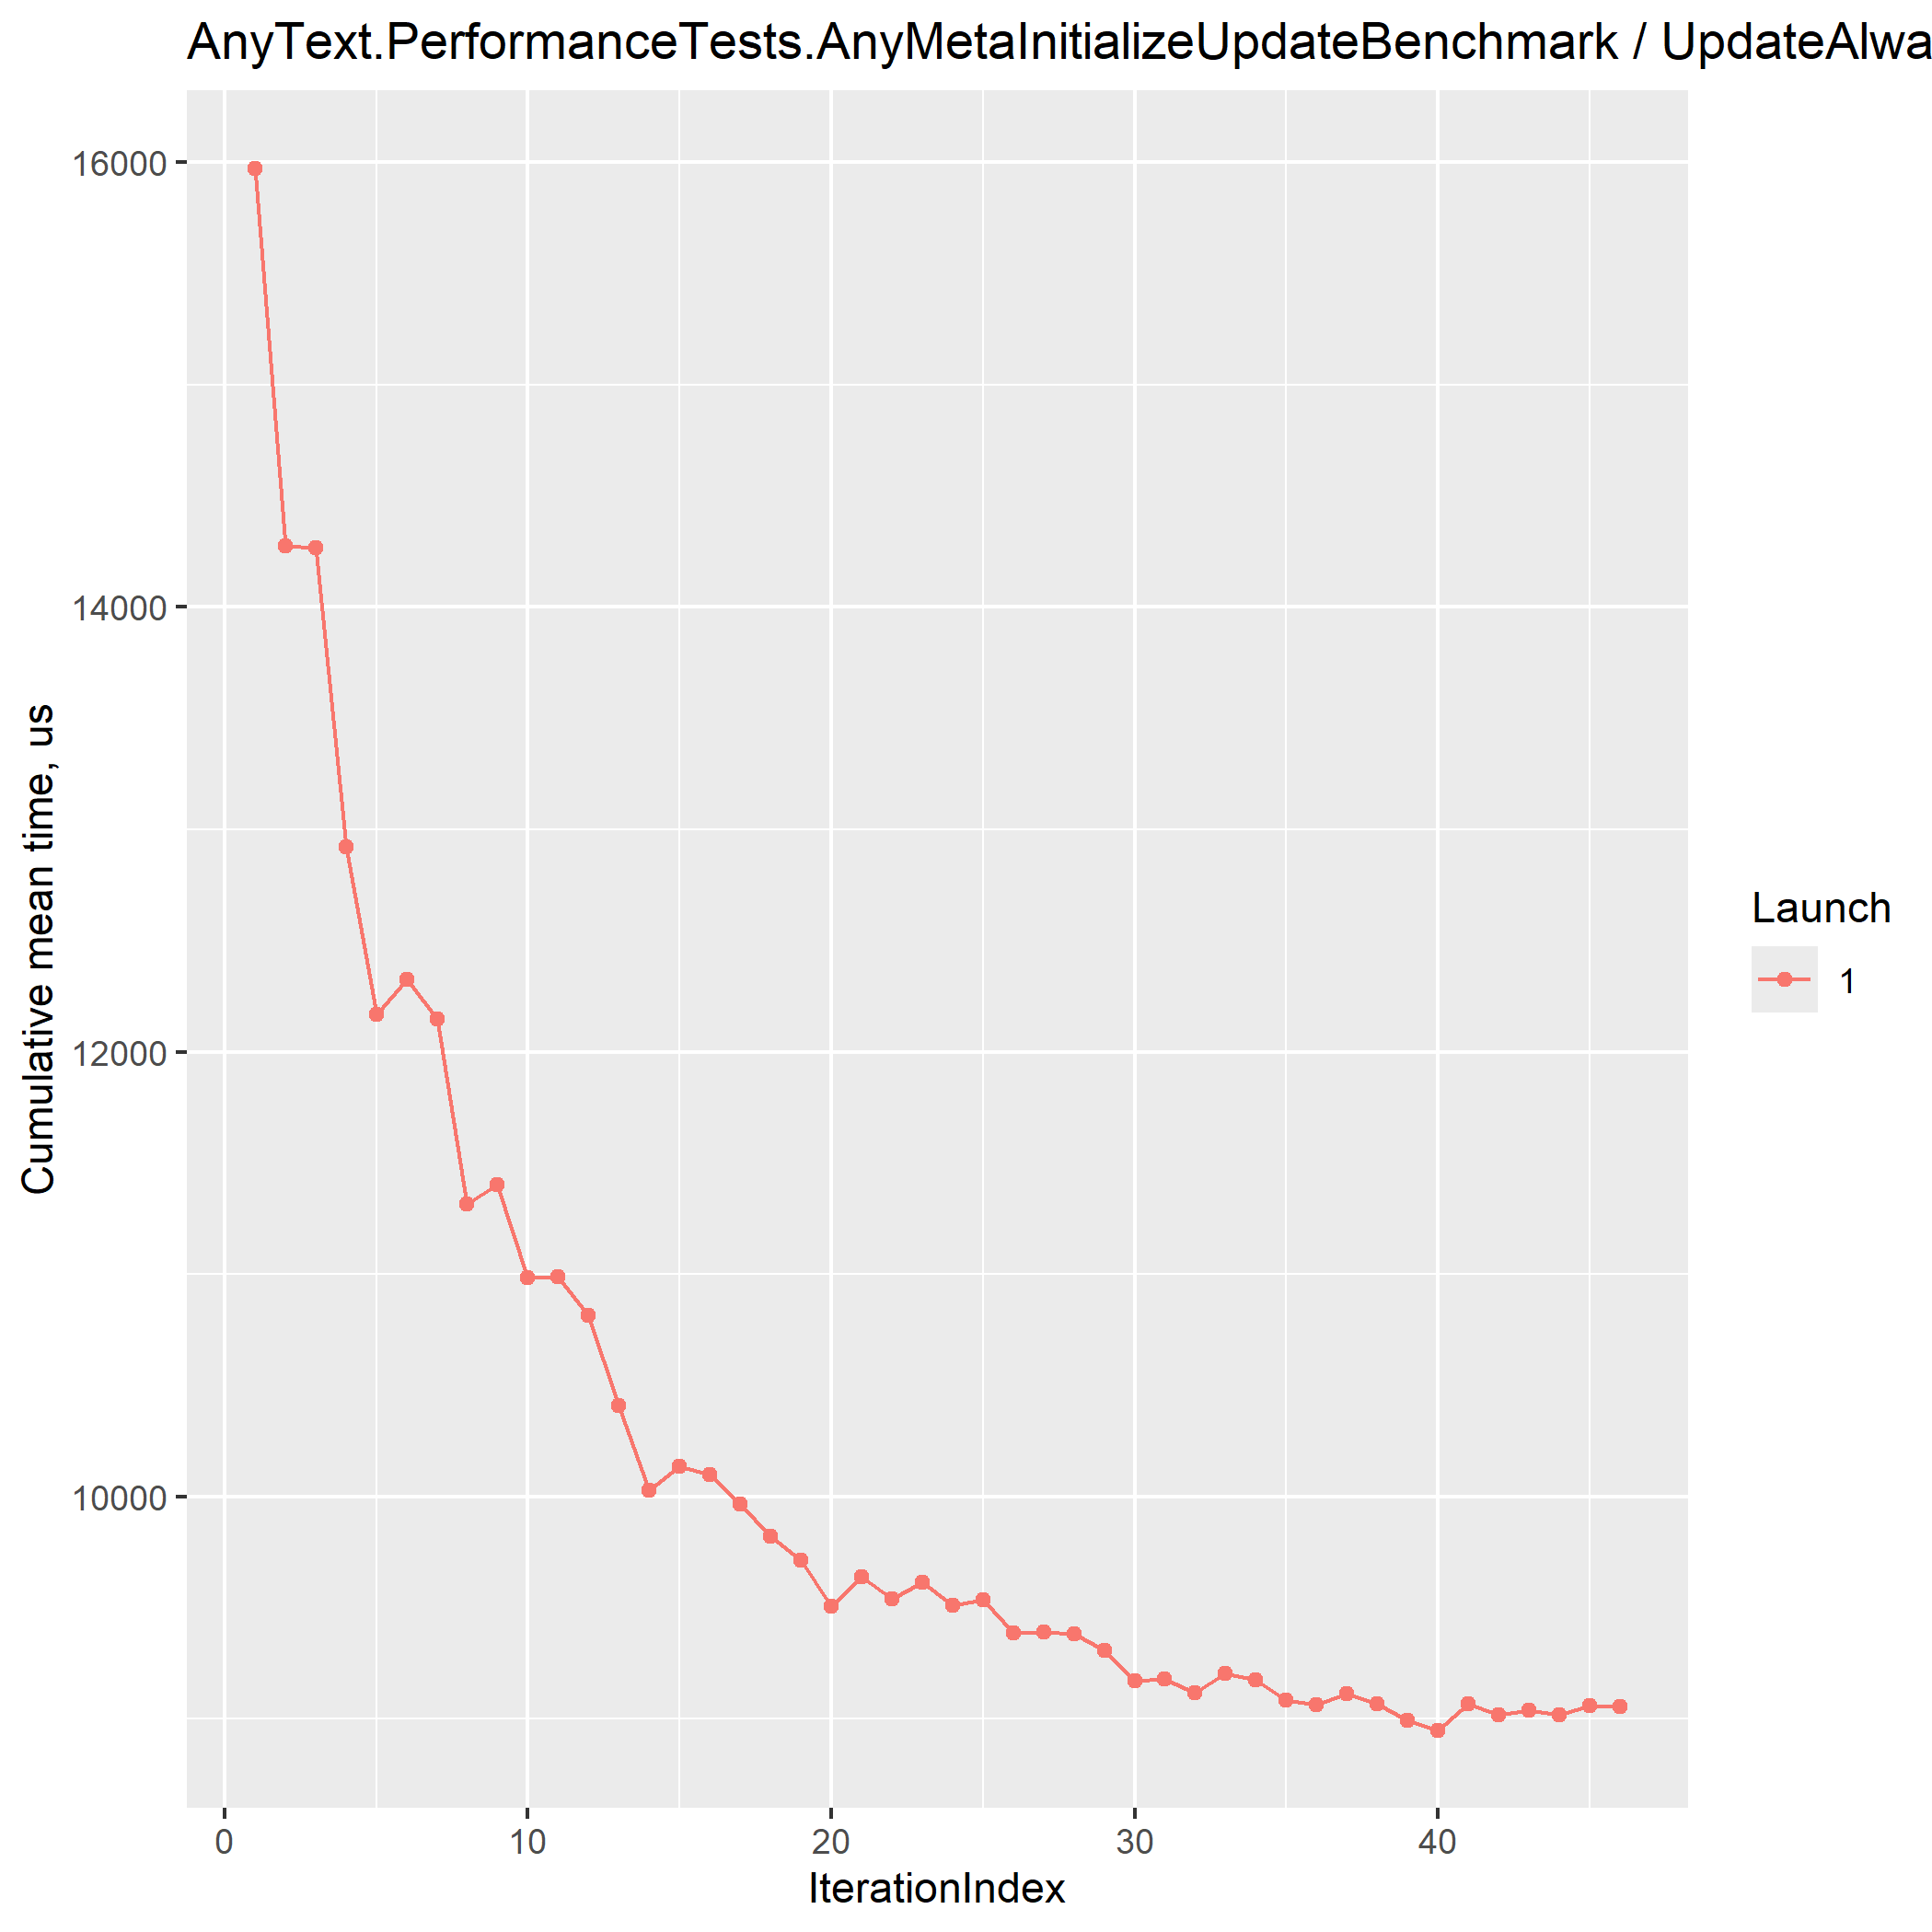 AnyText.PerformanceTests.AnyMetaInitializeUpdateBenchmark / UpdateAlwa
16000
14000
12000
10000
Cumulative mean time, us
0 10 20 30 40
IterationIndex
Launch
1